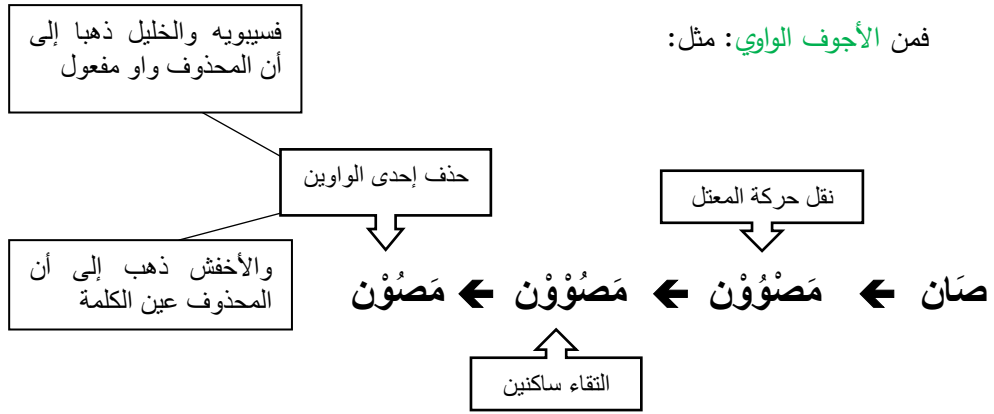 فمن الأجوف الواوي: مثل:
فسيبويه والخليل ذهبا إلى
أن المحذوف واو مفعول
حذف إحدى الواوين
نقل حركة المعتل
والأخفش ذهب إلى أن
المحذوف عين الكلمة
صَان ← مَصْوُوْن ← مَصُوْوْن ← مَصُوْن
التقاء ساكنين